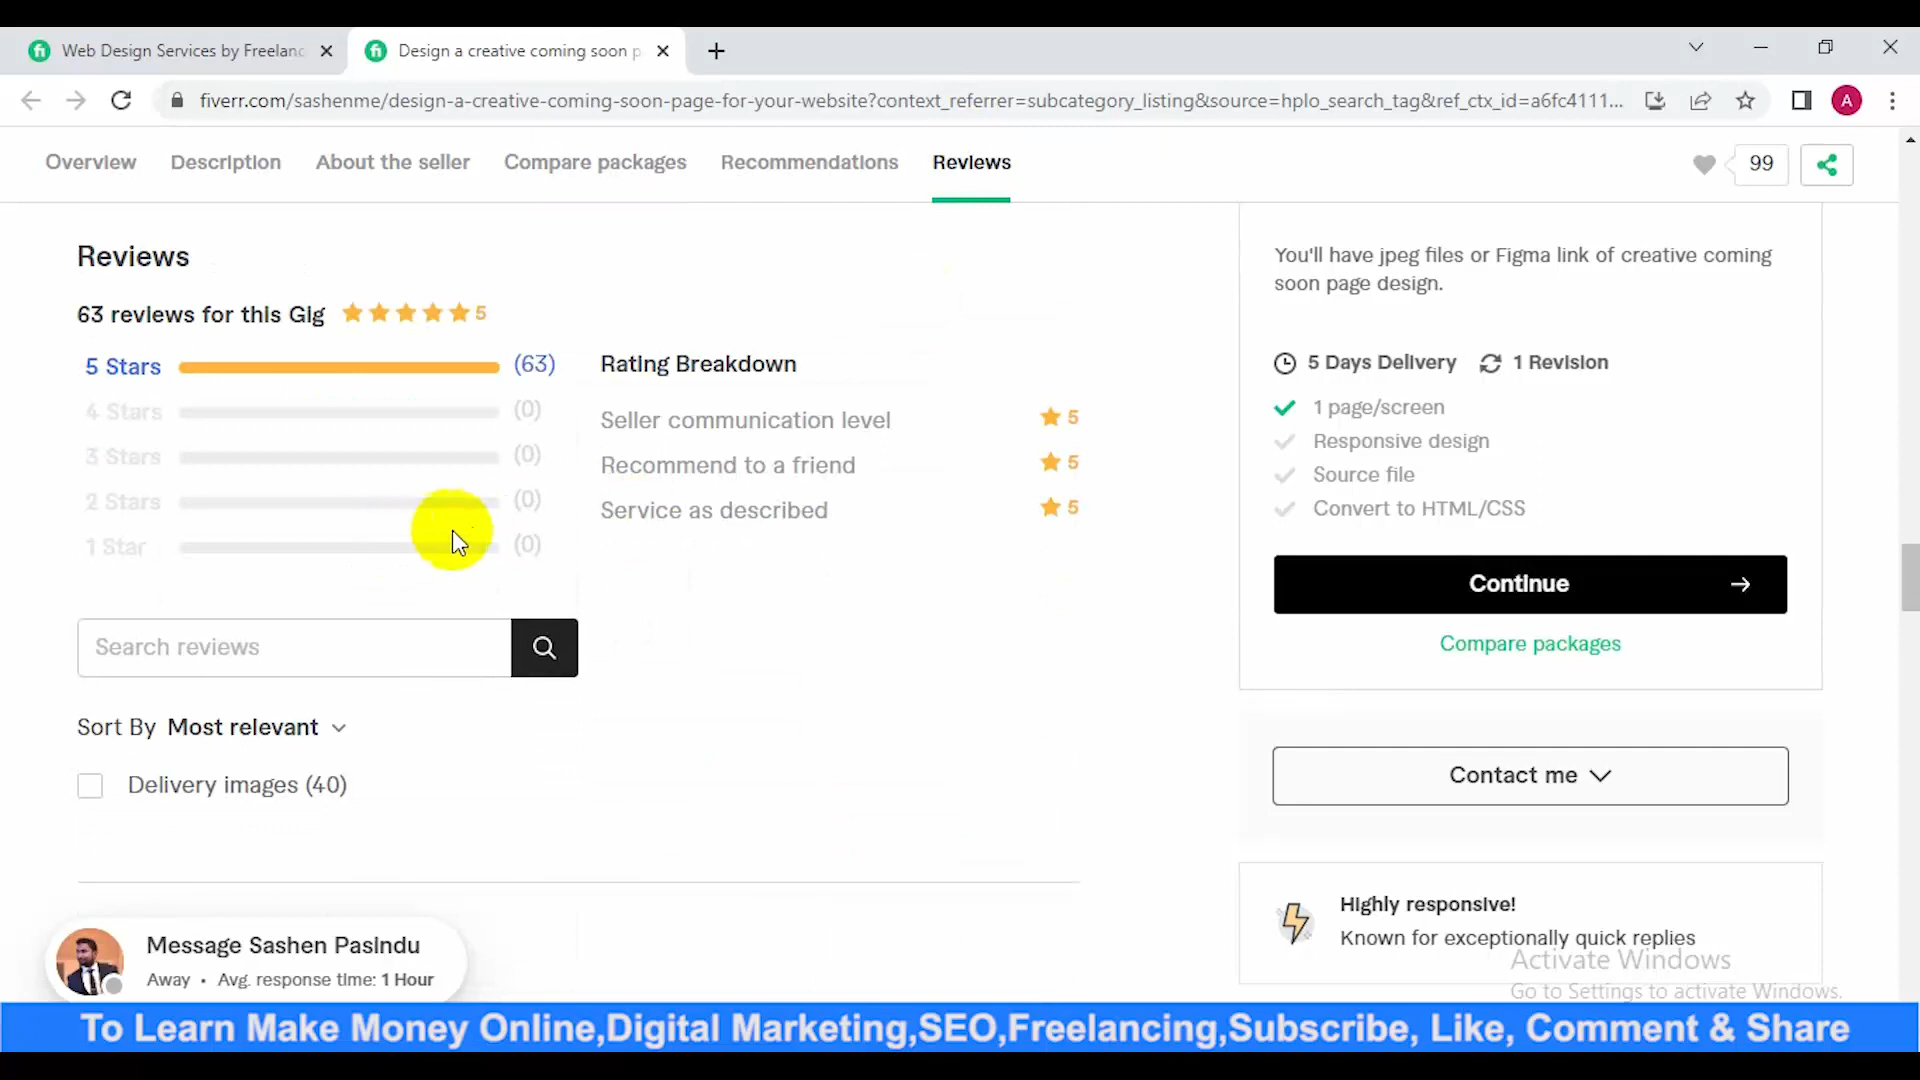 Web Design Services by Freelanc
Design a creative coming soon p
fiverr.com/sashenme/design-a-creative-coming-soon-page-for-your-website?context_referrer=subcategory_listing&source=hplo_search_tag&ref_ctx_id=a6fc4111...
A
Overview Description About the seller Compare packages Recommendations Reviews
99
Reviews
63 reviews for this Gig 5
5 Stars (63)
4 Stars (0)
3 Stars (0)
2 Stars (0)
1 Star (0)
Rating Breakdown
Seller communication level 5
Recommend to a friend 5
Service as described 5
Search reviews
Sort By Most relevant
Delivery images (40)
You'll have jpeg files or Figma link of creative coming
soon page design.
5 Days Delivery 1 Revision
1 page/screen
Responsive design
Source file
Convert to HTML/CSS
Continue
Compare packages
Contact me
Highly responsive!
Known for exceptionally quick replies
Activate Windows
Go to Settings to activate Windows.
Message Sashen Pasindu
Away • Avg. response time: 1 Hour
To Learn Make Money Online,Digital Marketing,SEO,Freelancing,Subscribe, Like, Comment & Share